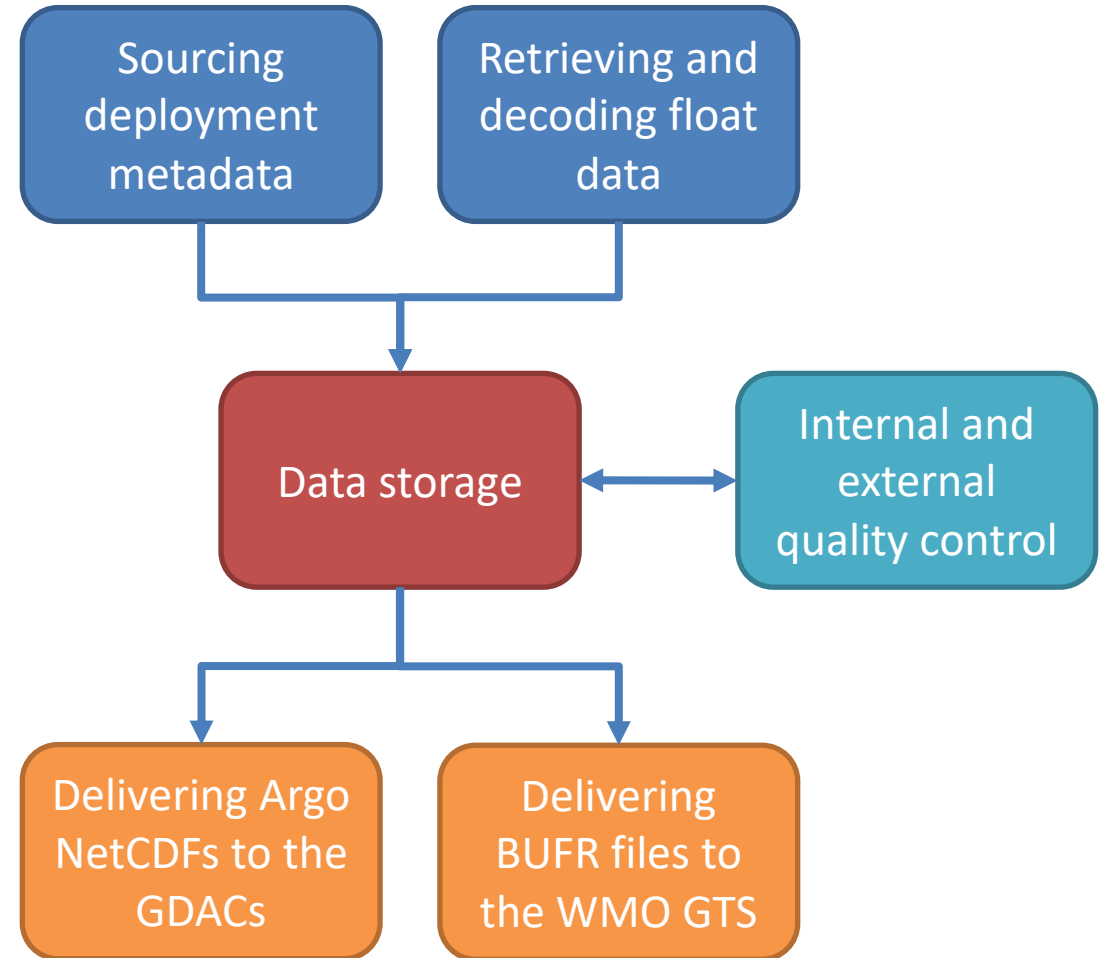 Sourcing
deployment
metadata
Retrieving and
decoding float
data
Data storage
Internal and
external
quality control
Delivering Argo
NetCDFs to the
GDACs
Delivering
BUFR files to
the WMO GTS